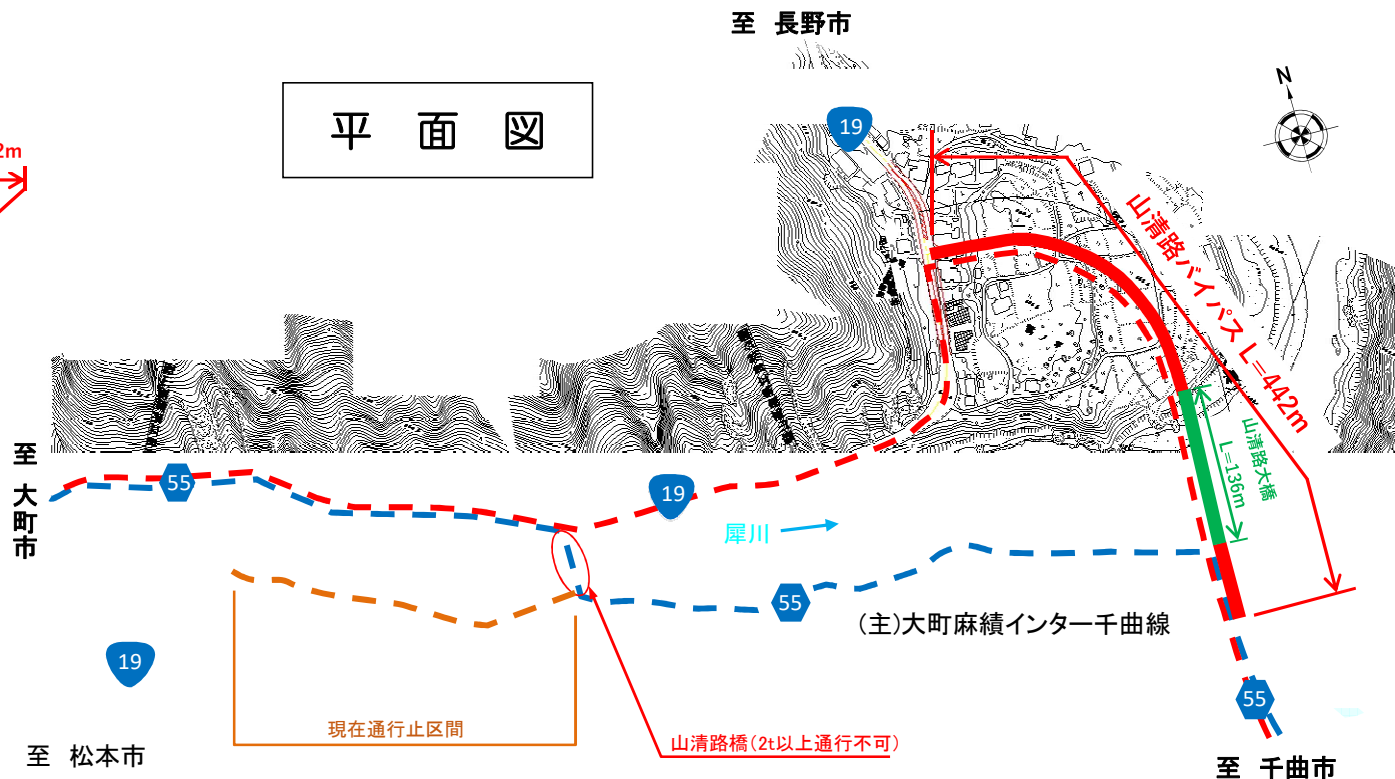 至 長野市
平 面 図
N
2m
19
山清路バイパス L=442m
至 大町市
55
19
山清路大橋
L=136m
犀川
55
(主)大町麻績インター千曲線
19
現在通行止区間
山清路橋(2t以上通行不可)
55
至 松本市
至 千曲市